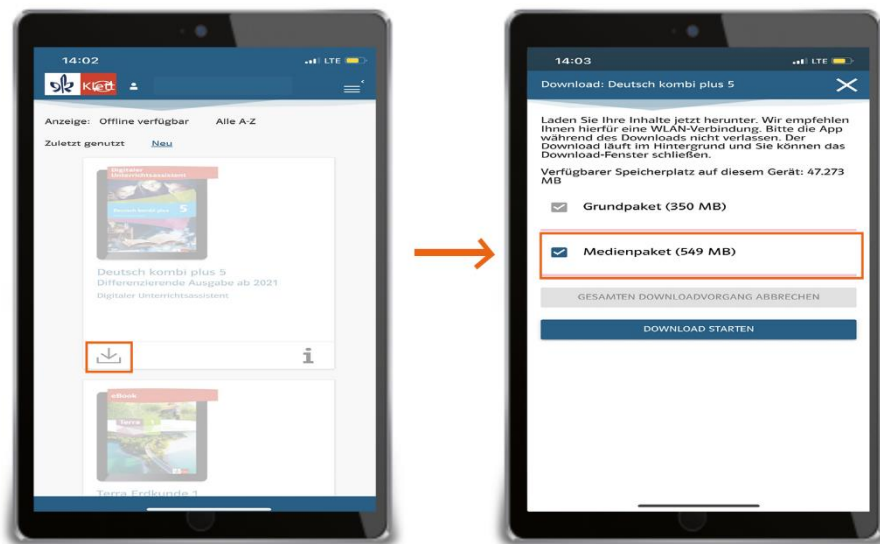 14:02
LTE
Klett
Anzeige: Offline verfügbar Alle A-Z
Zuletzt genutzt Neu
Digitaler
Unterrichtsassistent
Deutsch kombi plus 5
Deutsch kombi plus 5
Differenzierende Ausgabe ab 2021
Digitaler Unterrichtsassistent
eBook
Terra 1
Terra Erdkunde 1
14:03
LTE
Download: Deutsch kombi plus 5
Laden Sie Ihre Inhalte jetzt herunter. Wir empfehlen
Ihnen hierfür eine WLAN-Verbindung. Bitte die App
während des Downloads nicht verlassen. Der
Download läuft im Hintergrund und Sie können das
Download-Fenster schließen.
Verfügbarer Speicherplatz auf diesem Gerät: 47.273
MB
Grundpaket (350 MB)
Medienpaket (549 MB)
GESAMTEN DOWNLOADVORGANG ABBRECHEN
DOWNLOAD STARTEN